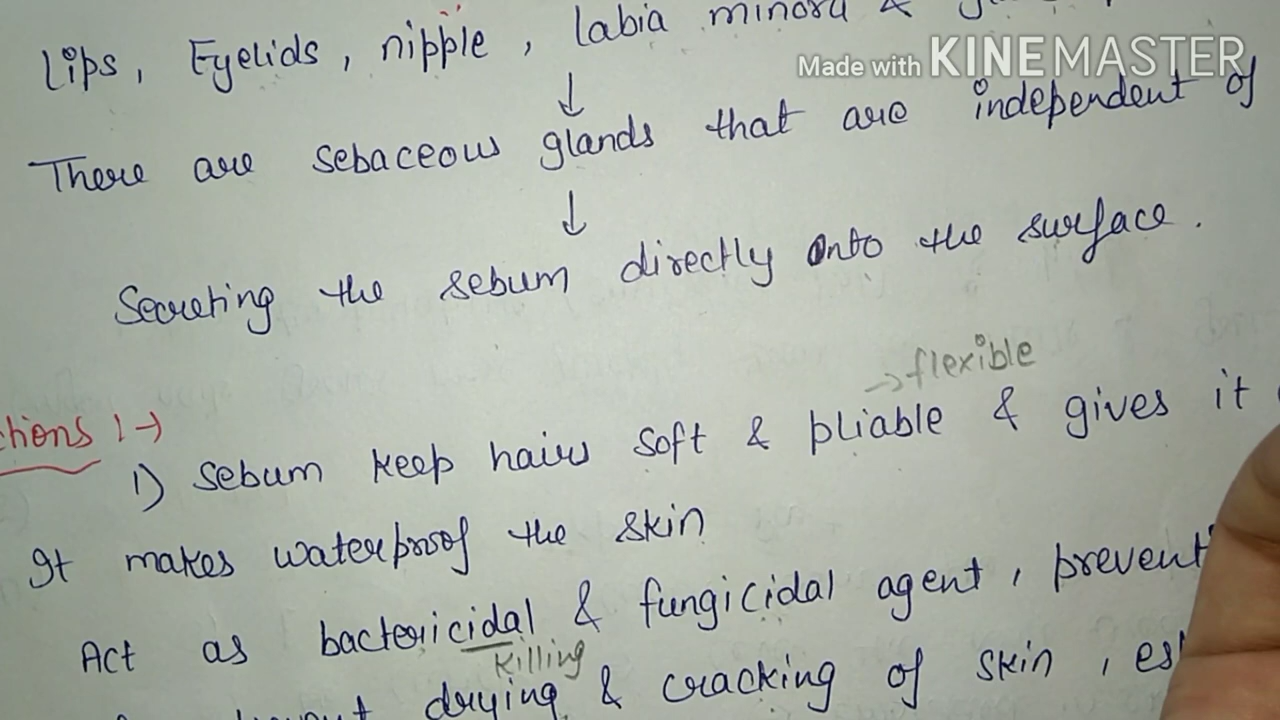 Lips, Eyelids, nipple, labia minora &
Made with KINEMASTER
↓
There are sebaceous glands that are independent of
↓
Secreting the sebum directly onto the surface.
→ flexible
ctions :→
1) Sebum keep hairs soft & pliable & gives it
It makes waterproof the skin
Act as bactericidal & fungicidal agent, prevent
killing
drying & cracking of skin, es